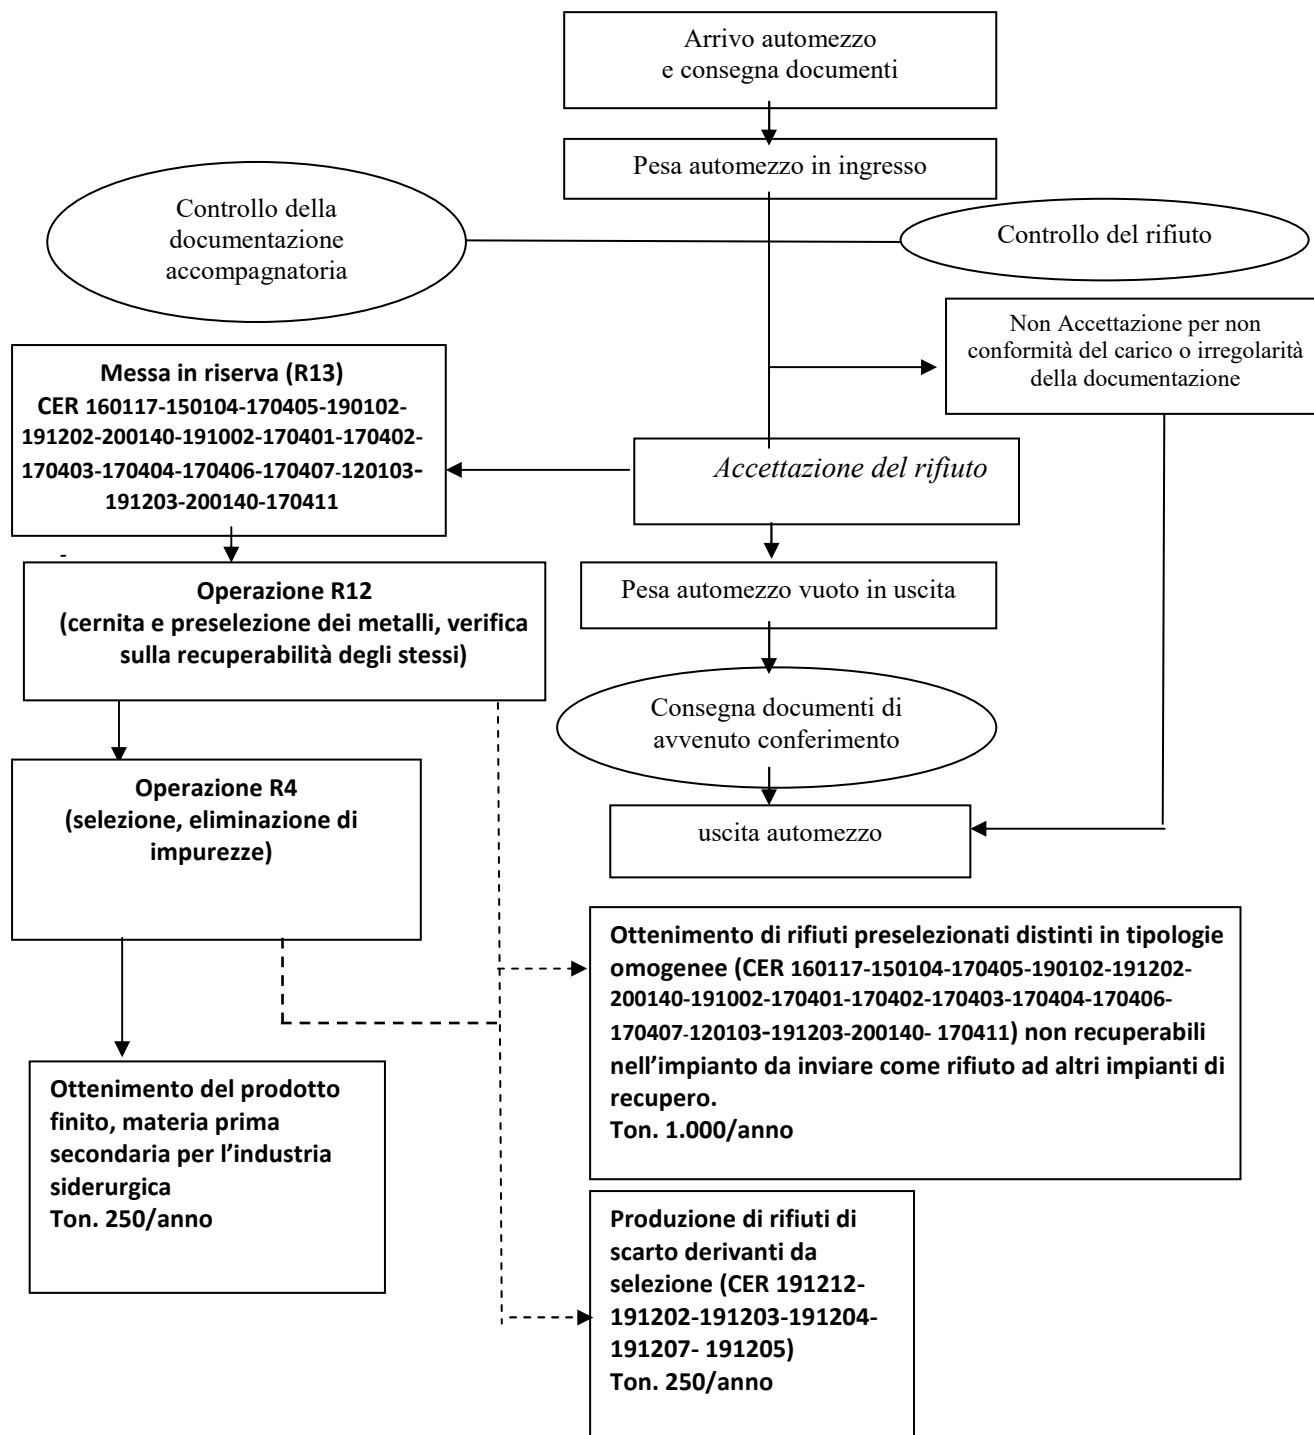 Arrivo automezzo
e consegna documenti
Pesa automezzo in ingresso
Controllo della
documentazione
accompagnatoria
Controllo del rifiuto
Non Accettazione per non
conformità del carico o irregolarità
della documentazione
Messa in riserva (R13)
CER 160117-150104-170405-190102-
191202-200140-191002-170401-170402-
170403-170404-170406-170407-120103-
191203-200140-170411
Accettazione del rifiuto
-
Operazione R12
(cernita e preselezione dei metalli, verifica
sulla recuperabilità degli stessi)
Pesa automezzo vuoto in uscita
Consegna documenti di
avvenuto conferimento
Operazione R4
(selezione, eliminazione di
impurezze)
uscita automezzo
Ottenimento di rifiuti preselezionati distinti in tipologie
omogenee (CER 160117-150104-170405-190102-191202-
200140-191002-170401-170402-170403-170404-170406-
170407-120103-191203-200140- 170411) non recuperabili
nell’impianto da inviare come rifiuto ad altri impianti di
recupero.
Ton. 1.000/anno
Ottenimento del prodotto
finito, materia prima
secondaria per l’industria
siderurgica
Ton. 250/anno
Produzione di rifiuti di
scarto derivanti da
selezione (CER 191212-
191202-191203-191204-
191207- 191205)
Ton. 250/anno